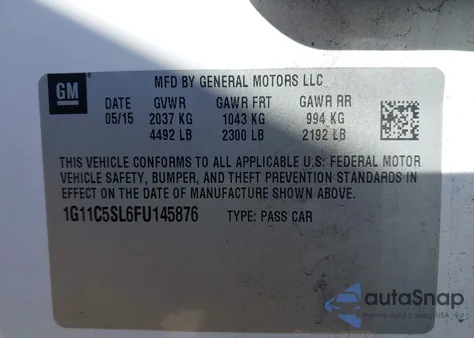 GM
MFD BY GENERAL MOTORS LLC
DATE GVWR GAWR FRT GAWR RR
05/15 2037 KG 1043 KG 994 KG
4492 LB 2300 LB 2192 LB
THIS VEHICLE CONFORMS TO ALL APPLICABLE U.S. FEDERAL MOTOR
VEHICLE SAFETY, BUMPER, AND THEFT PREVENTION STANDARDS IN
EFFECT ON THE DATE OF MANUFACTURE SHOWN ABOVE.
1G11C5SL6FU145876 TYPE: PASS CAR
autoSnap